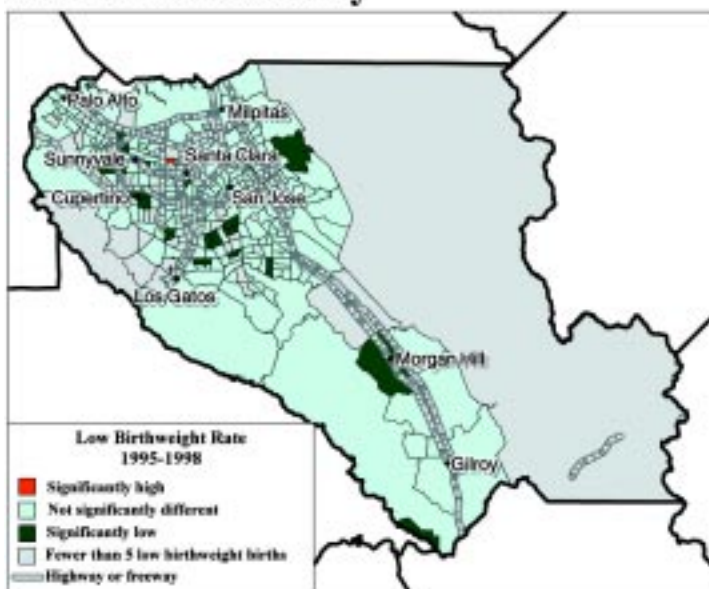 Palo Alto
Milpitas
Sunnyvale
Santa Clara
Cupertino
San Jose
Los Gatos
Morgan Hill
Gilroy
Low Birthweight Rate
1995-1998
Significantly high
Not significantly different
Significantly low
Fewer than 5 low birthweight births
Highway or freeway